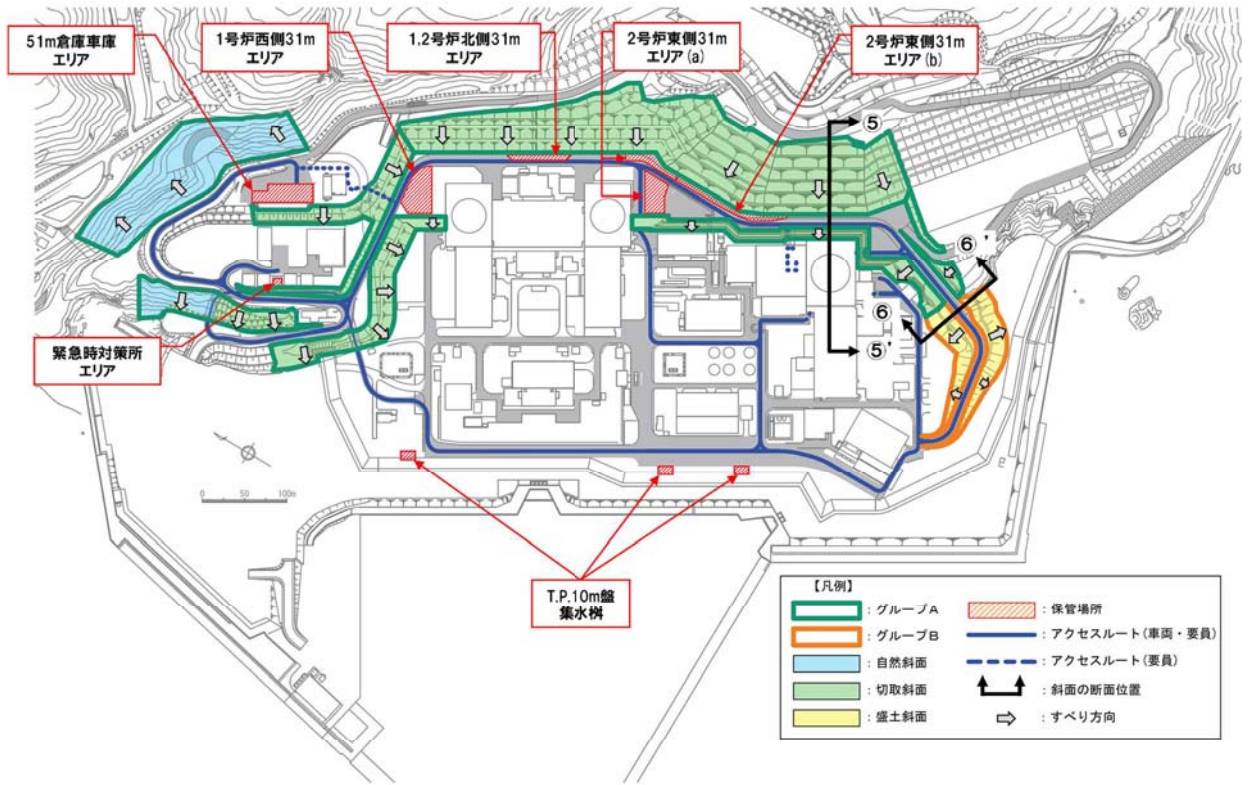 51m倉庫車庫
エリア
1号炉西側31m
エリア
1,2号炉北側31m
エリア
2号炉東側31m
エリア(a)
2号炉東側31m
エリア(b)
⑤
⑥'
⑥
⑤'
緊急時対策所
エリア
0 50 100m
T.P.10m盤
集水桝
【凡例】
:グループA
:グループB
:自然斜面
:切取斜面
:盛土斜面
:保管場所
:アクセスルート(車両・要員)
:アクセスルート(要員)
:斜面の断面位置
:すべり方向